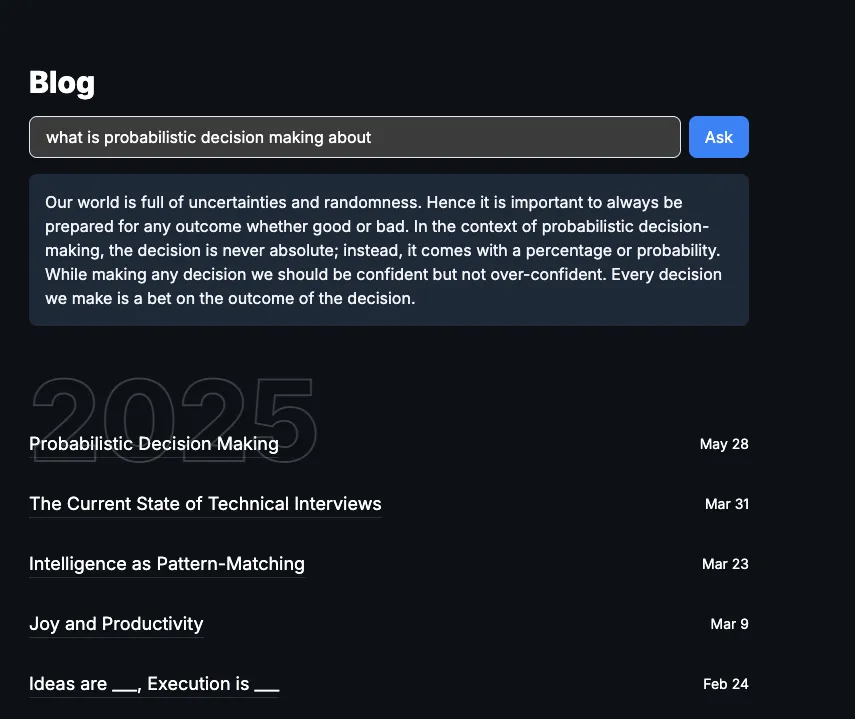 Blog
what is probabilistic decision making about
Ask
Our world is full of uncertainties and randomness. Hence it is important to always be
prepared for any outcome whether good or bad. In the context of probabilistic decision-
making, the decision is never absolute; instead, it comes with a percentage or probability.
While making any decision we should be confident but not over-confident. Every decision
we make is a bet on the outcome of the decision.
2025
Probabilistic Decision Making May 28
The Current State of Technical Interviews Mar 31
Intelligence as Pattern-Matching Mar 23
Joy and Productivity Mar 9
Ideas are ___, Execution is ___ Feb 24